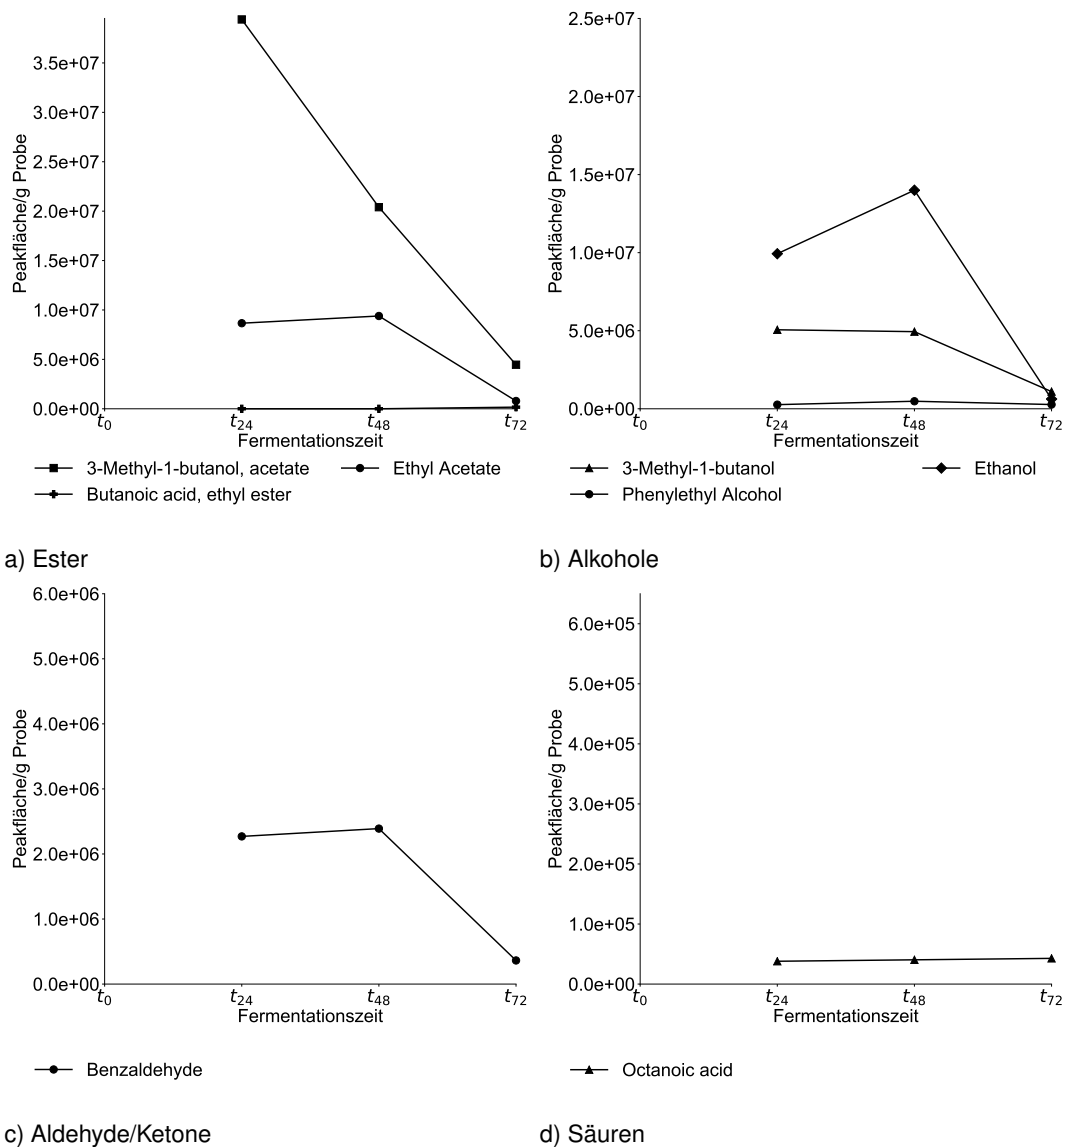 3.5e+07
3.0e+07
2.5e+07
2.0e+07
1.5e+07
1.0e+07
5.0e+06
0.0e+00
Peakfläche/g Probe
t0 t24 t48 t72
Fermentationszeit
3-Methyl-1-butanol, acetate Ethyl Acetate
Butanoic acid, ethyl ester
a) Ester
2.5e+07
2.0e+07
1.5e+07
1.0e+07
5.0e+06
0.0e+00
Peakfläche/g Probe
t0 t24 t48 t72
Fermentationszeit
3-Methyl-1-butanol Ethanol
Phenylethyl Alcohol
b) Alkohole
6.0e+06
5.0e+06
4.0e+06
3.0e+06
2.0e+06
1.0e+06
0.0e+00
Peakfläche/g Probe
t0 t24 t48 t72
Fermentationszeit
Benzaldehyde
c) Aldehyde/Ketone
6.0e+05
5.0e+05
4.0e+05
3.0e+05
2.0e+05
1.0e+05
0.0e+00
Peakfläche/g Probe
t0 t24 t48 t72
Fermentationszeit
Octanoic acid
d) Säuren